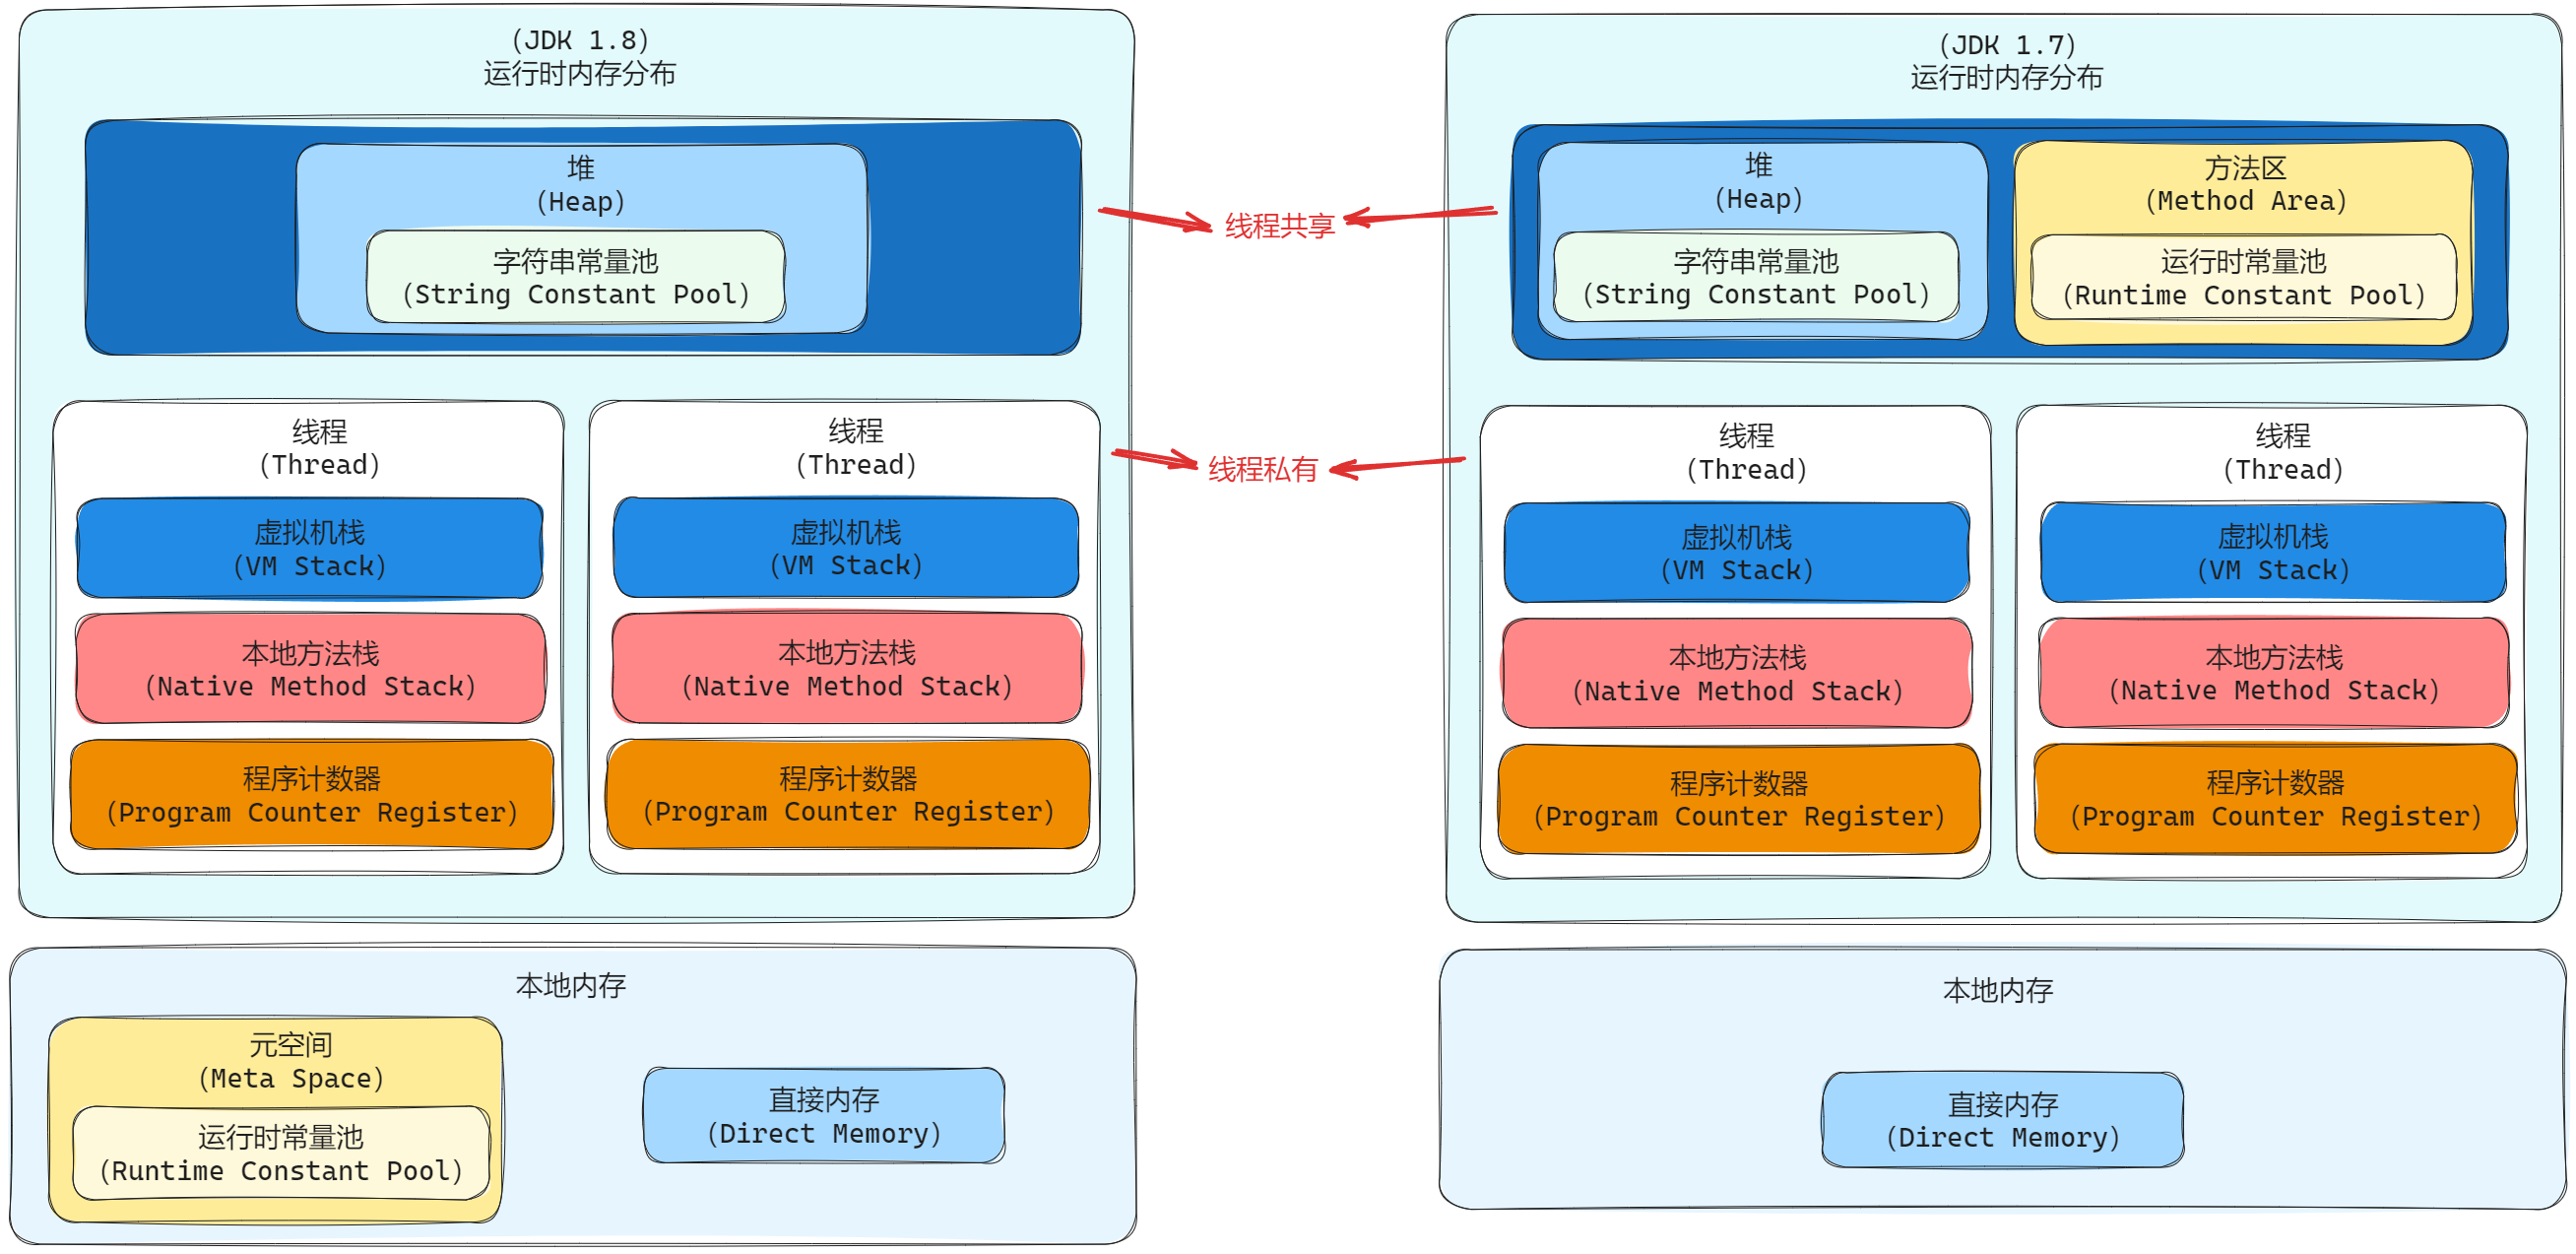 （JDK 1.8）
运行时内存分布
堆
（Heap）
字符串常量池
（String Constant Pool）
线程
（Thread）
虚拟机栈
（VM Stack）
本地方法栈
（Native Method Stack）
程序计数器
（Program Counter Register）
线程
（Thread）
虚拟机栈
（VM Stack）
本地方法栈
（Native Method Stack）
程序计数器
（Program Counter Register）
本地内存
元空间
（Meta Space）
运行时常量池
（Runtime Constant Pool）
直接内存
（Direct Memory）
线程共享
线程私有
（JDK 1.7）
运行时内存分布
堆
（Heap）
字符串常量池
（String Constant Pool）
方法区
（Method Area）
运行时常量池
（Runtime Constant Pool）
线程
（Thread）
虚拟机栈
（VM Stack）
本地方法栈
（Native Method Stack）
程序计数器
（Program Counter Register）
线程
（Thread）
虚拟机栈
（VM Stack）
本地方法栈
（Native Method Stack）
程序计数器
（Program Counter Register）
本地内存
直接内存
（Direct Memory）